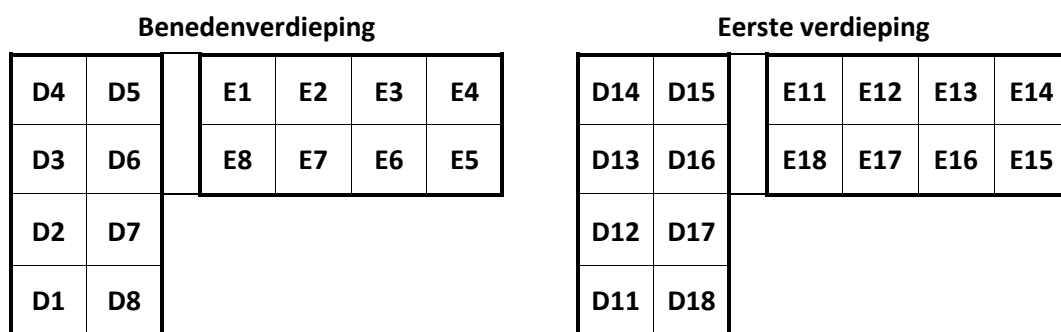 Benedenverdieping Eerste verdieping
D4 D5 E1 E2 E3 E4 D14 D15 E11 E12 E13 E14
D3 D6 E8 E7 E6 E5 D13 D16 E18 E17 E16 E15
D2 D7 D12 D17
D1 D8 D11 D18